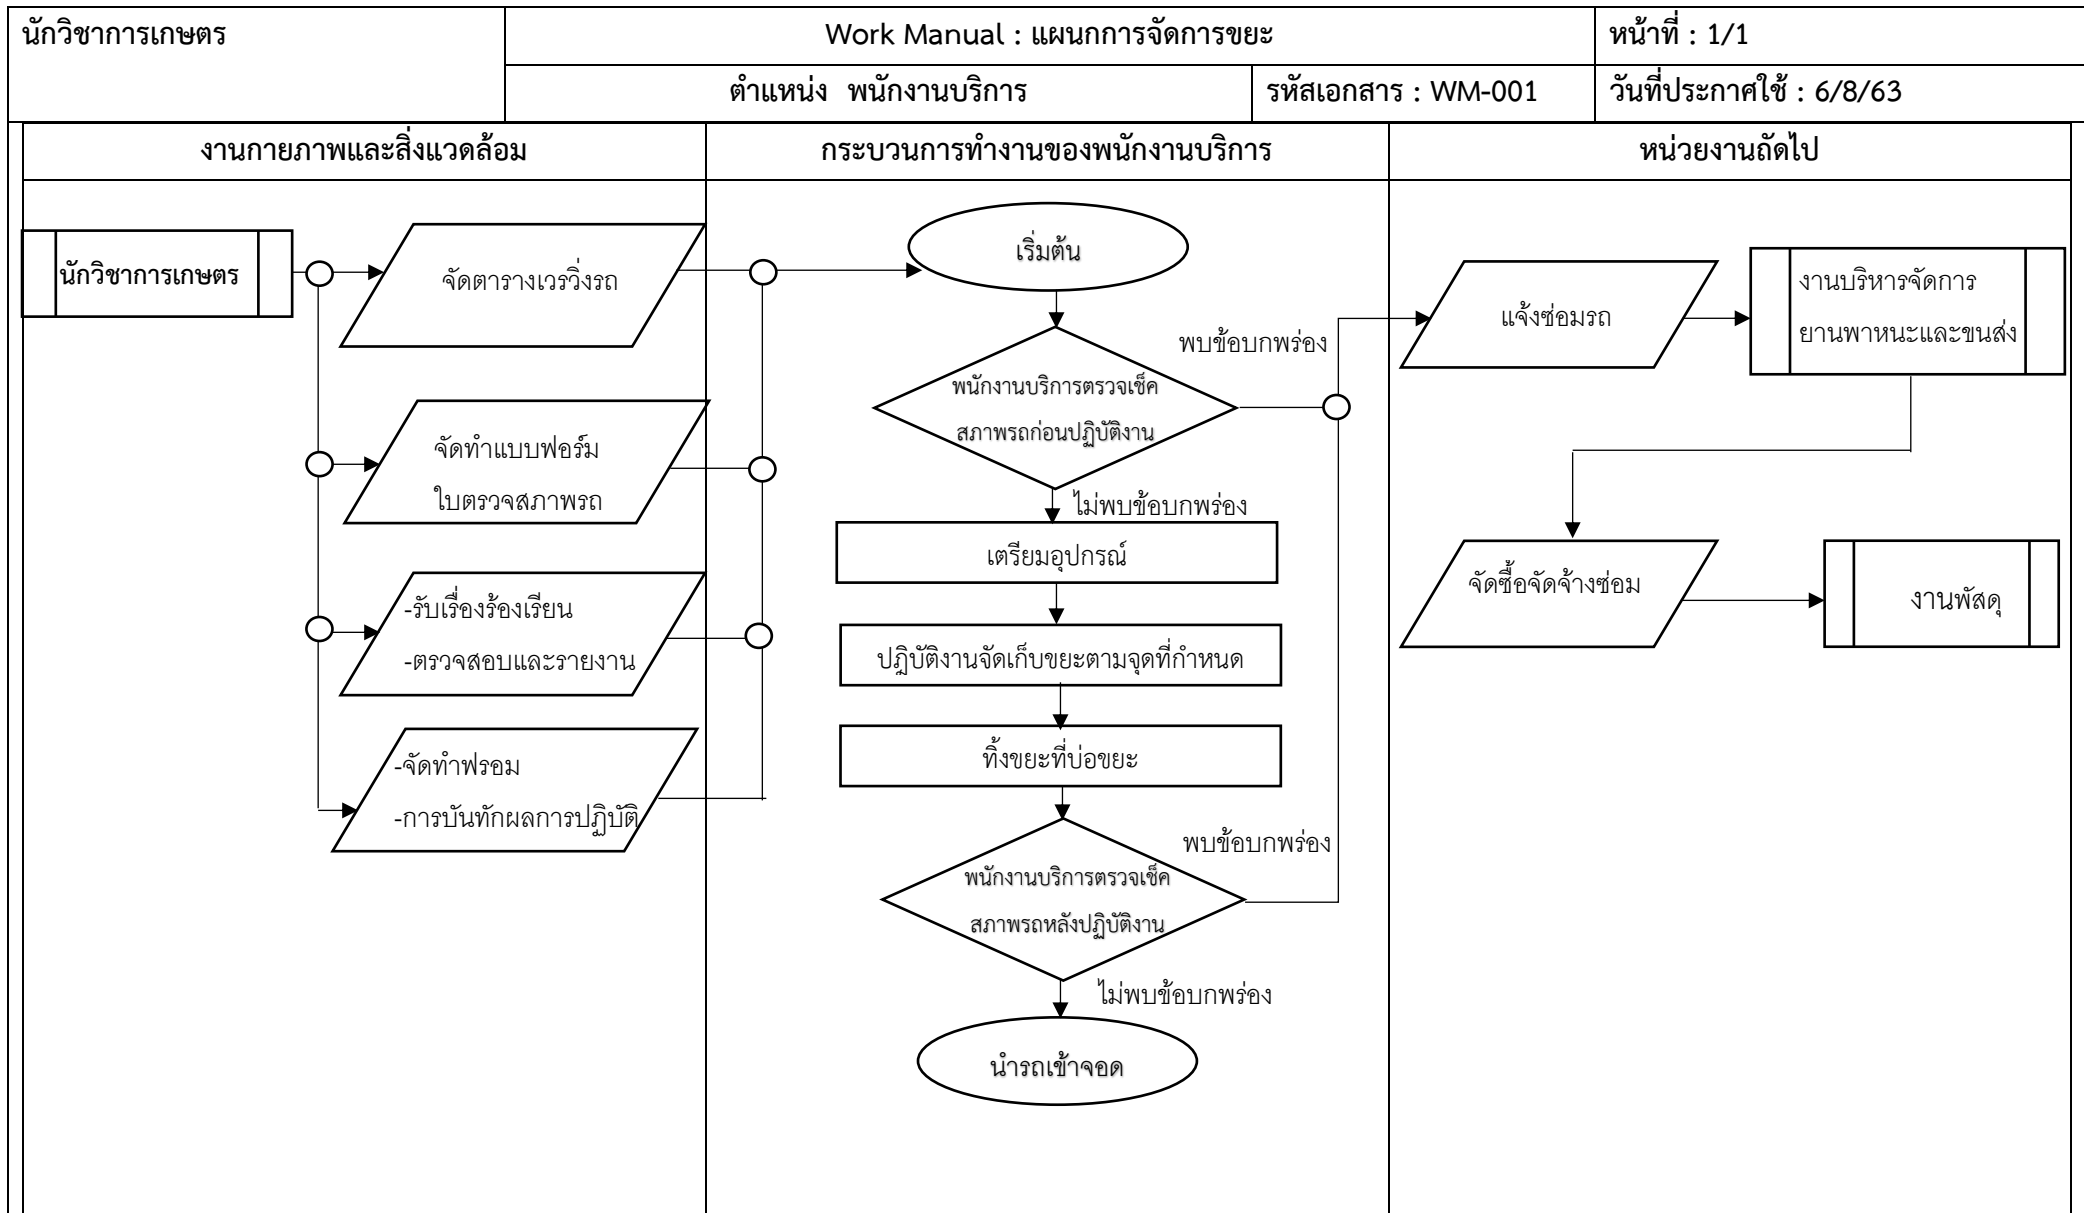 นักวิชาการเกษตร
Work Manual : แผนกการจัดการขยะ
หน้าที่ : 1/1
ตำแหน่ง พนักงานบริการ
รหัสเอกสาร : WM-001
วันที่ประกาศใช้ : 6/8/63
งานกายภาพและสิ่งแวดล้อม
กระบวนการทำงานของพนักงานบริการ
หน่วยงานถัดไป
นักวิชาการเกษตร
จัดตารางเวรวิ่งรถ
จัดทำแบบฟอร์ม
ใบตรวจสภาพรถ
-รับเรื่องร้องเรียน
-ตรวจสอบและรายงาน
-จัดทำฟรอม
-การบันทักผลการปฏิบัติ
เริ่มต้น
พบข้อบกพร่อง
พนักงานบริการตรวจเช็ค
สภาพรถก่อนปฏิบัติงาน
ไม่พบข้อบกพร่อง
เตรียมอุปกรณ์
ปฎิบัติงานจัดเก็บขยะตามจุดที่กำหนด
ทิ้งขยะที่บ่อขยะ
พบข้อบกพร่อง
พนักงานบริการตรวจเช็ค
สภาพรถหลังปฏิบัติงาน
ไม่พบข้อบกพร่อง
นำรถเข้าจอด
แจ้งซ่อมรถ
งานบริหารจัดการ
ยานพาหนะและขนส่ง
จัดซื้อจัดจ้างซ่อม
งานพัสดุ